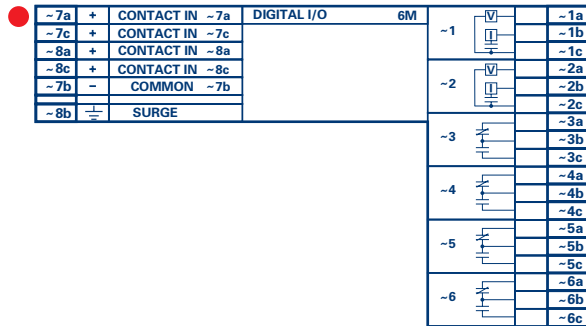 ~7a + CONTACT IN ~7a DIGITAL I/O 6M
~7c + CONTACT IN ~7c
~8a + CONTACT IN ~8a
~8c + CONTACT IN ~8c
~7b - COMMON ~7b
~8b SURGE
~1 V ~1a
I ~1b
~1c
~2 V ~2a
I ~2b
~2c
~3a
~3 ~3b
~3c
~4a
~4 ~4b
~4c
~5a
~5 ~5b
~5c
~6a
~6 ~6b
~6c